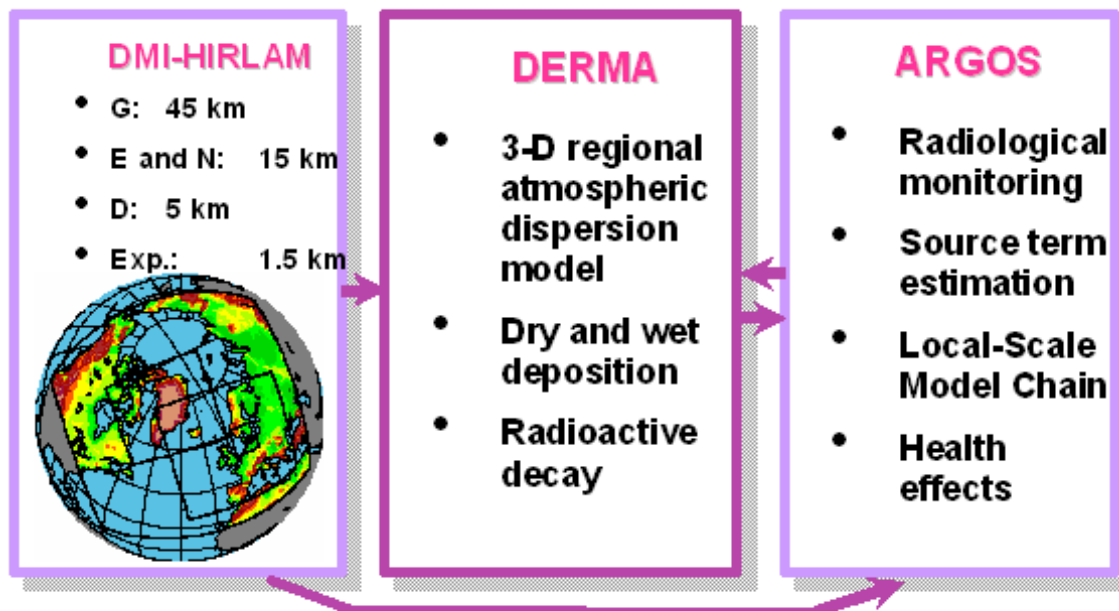 DMI-HIRLAM
• G: 45 km
• E and N: 15 km
• D: 5 km
• Exp.: 1.5 km
DERMA
• 3-D regional
atmospheric
dispersion
model
• Dry and wet
deposition
• Radioactive
decay
ARGOS
• Radiological
monitoring
• Source term
estimation
• Local-Scale
Model Chain
• Health
effects